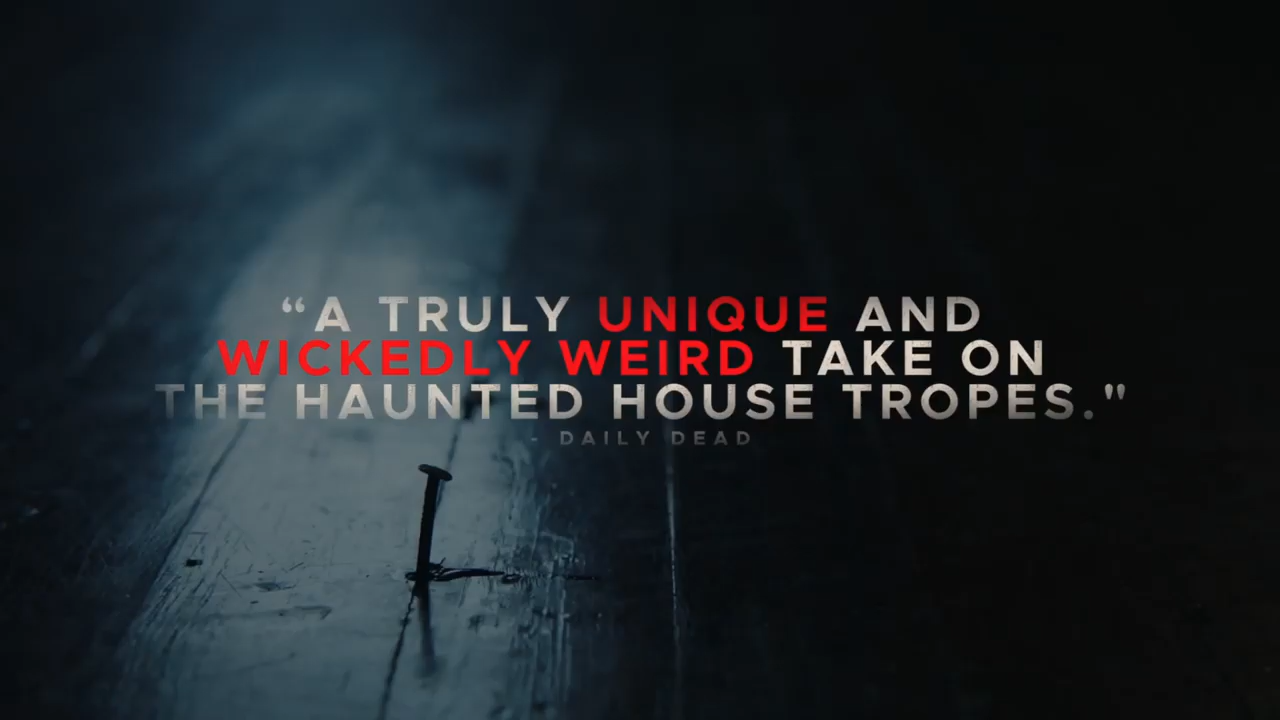 “A TRULY UNIQUE AND
WICKEDLY WEIRD TAKE ON
THE HAUNTED HOUSE TROPES."
- DAILY DEAD